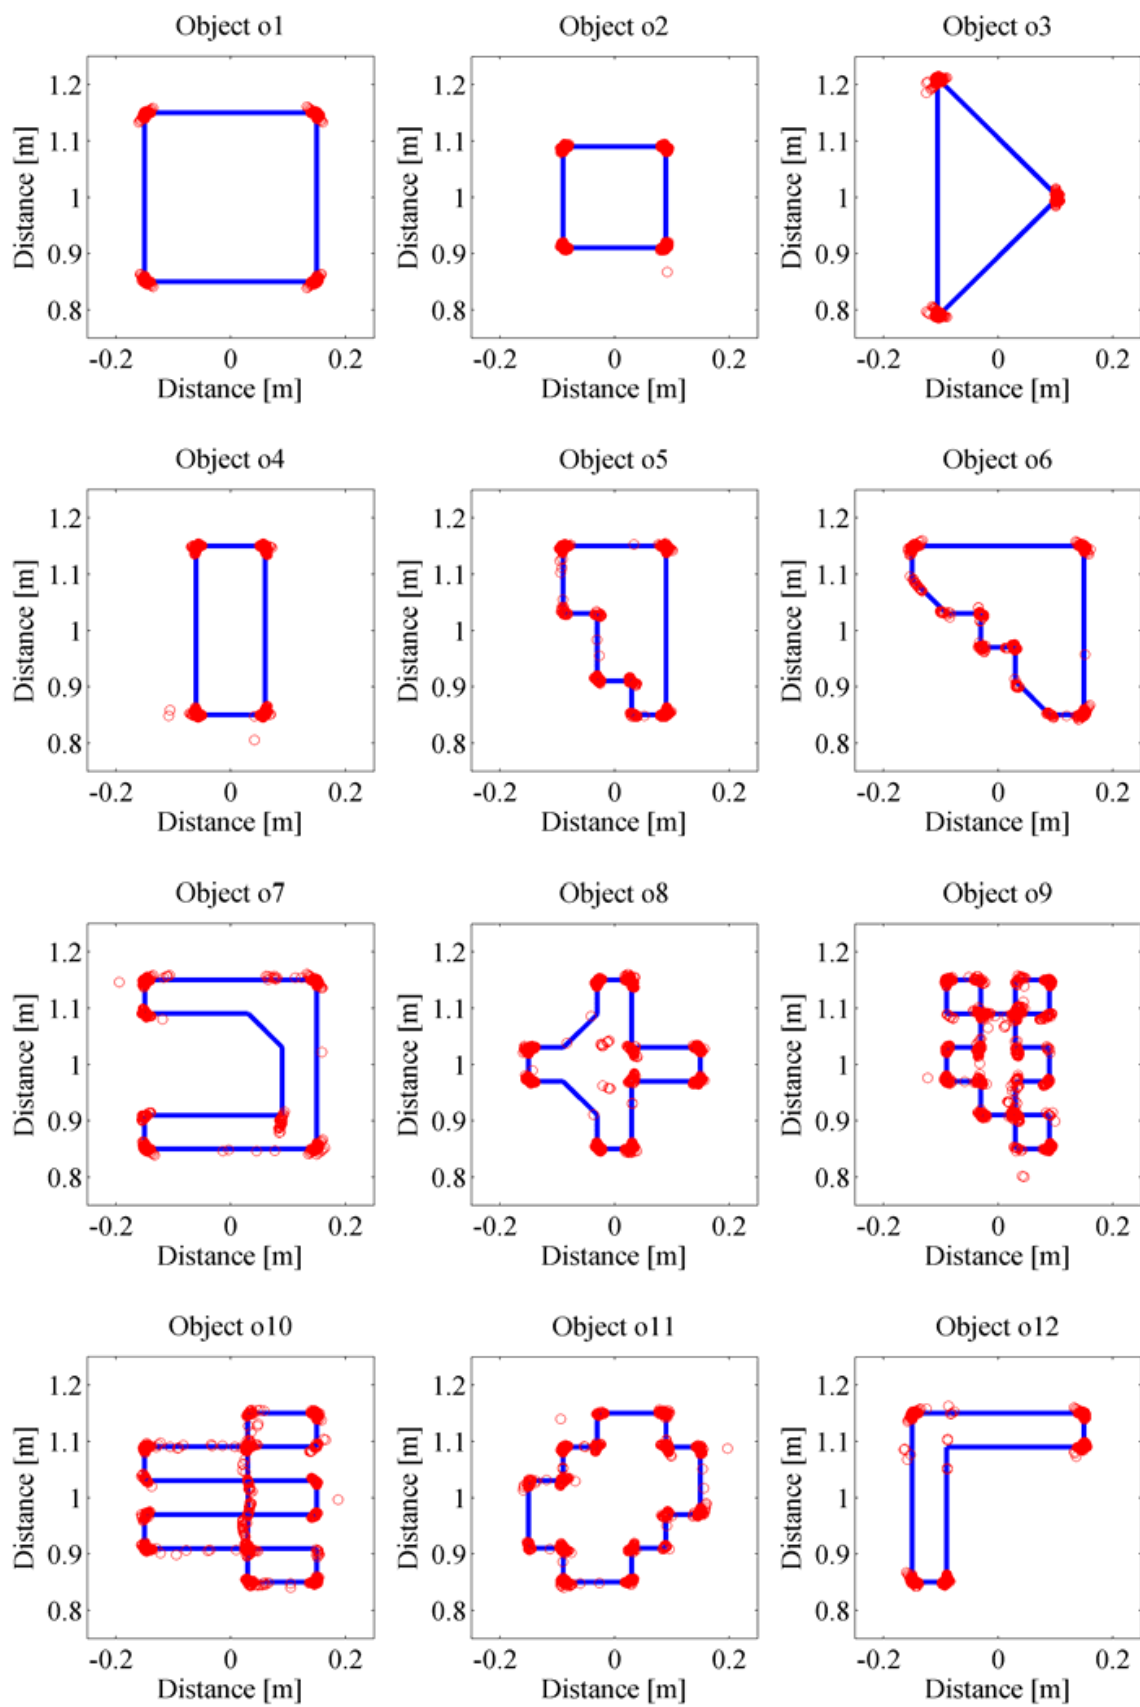 Object o1 Object o2 Object o3
1.2 1.2 1.2
1.1 1.1 1.1
1 1 1
0.9 0.9 0.9
0.8 0.8 0.8
Distance [m] Distance [m] Distance [m]
-0.2 0 0.2 -0.2 0 0.2 -0.2 0 0.2
Distance [m] Distance [m] Distance [m]
Object o4 Object o5 Object o6
1.2 1.2 1.2
1.1 1.1 1.1
1 1 1
0.9 0.9 0.9
0.8 0.8 0.8
Distance [m] Distance [m] Distance [m]
-0.2 0 0.2 -0.2 0 0.2 -0.2 0 0.2
Distance [m] Distance [m] Distance [m]
Object o7 Object o8 Object o9
1.2 1.2 1.2
1.1 1.1 1.1
1 1 1
0.9 0.9 0.9
0.8 0.8 0.8
Distance [m] Distance [m] Distance [m]
-0.2 0 0.2 -0.2 0 0.2 -0.2 0 0.2
Distance [m] Distance [m] Distance [m]
Object o10 Object o11 Object o12
1.2 1.2 1.2
1.1 1.1 1.1
1 1 1
0.9 0.9 0.9
0.8 0.8 0.8
Distance [m] Distance [m] Distance [m]
-0.2 0 0.2 -0.2 0 0.2 -0.2 0 0.2
Distance [m] Distance [m] Distance [m]